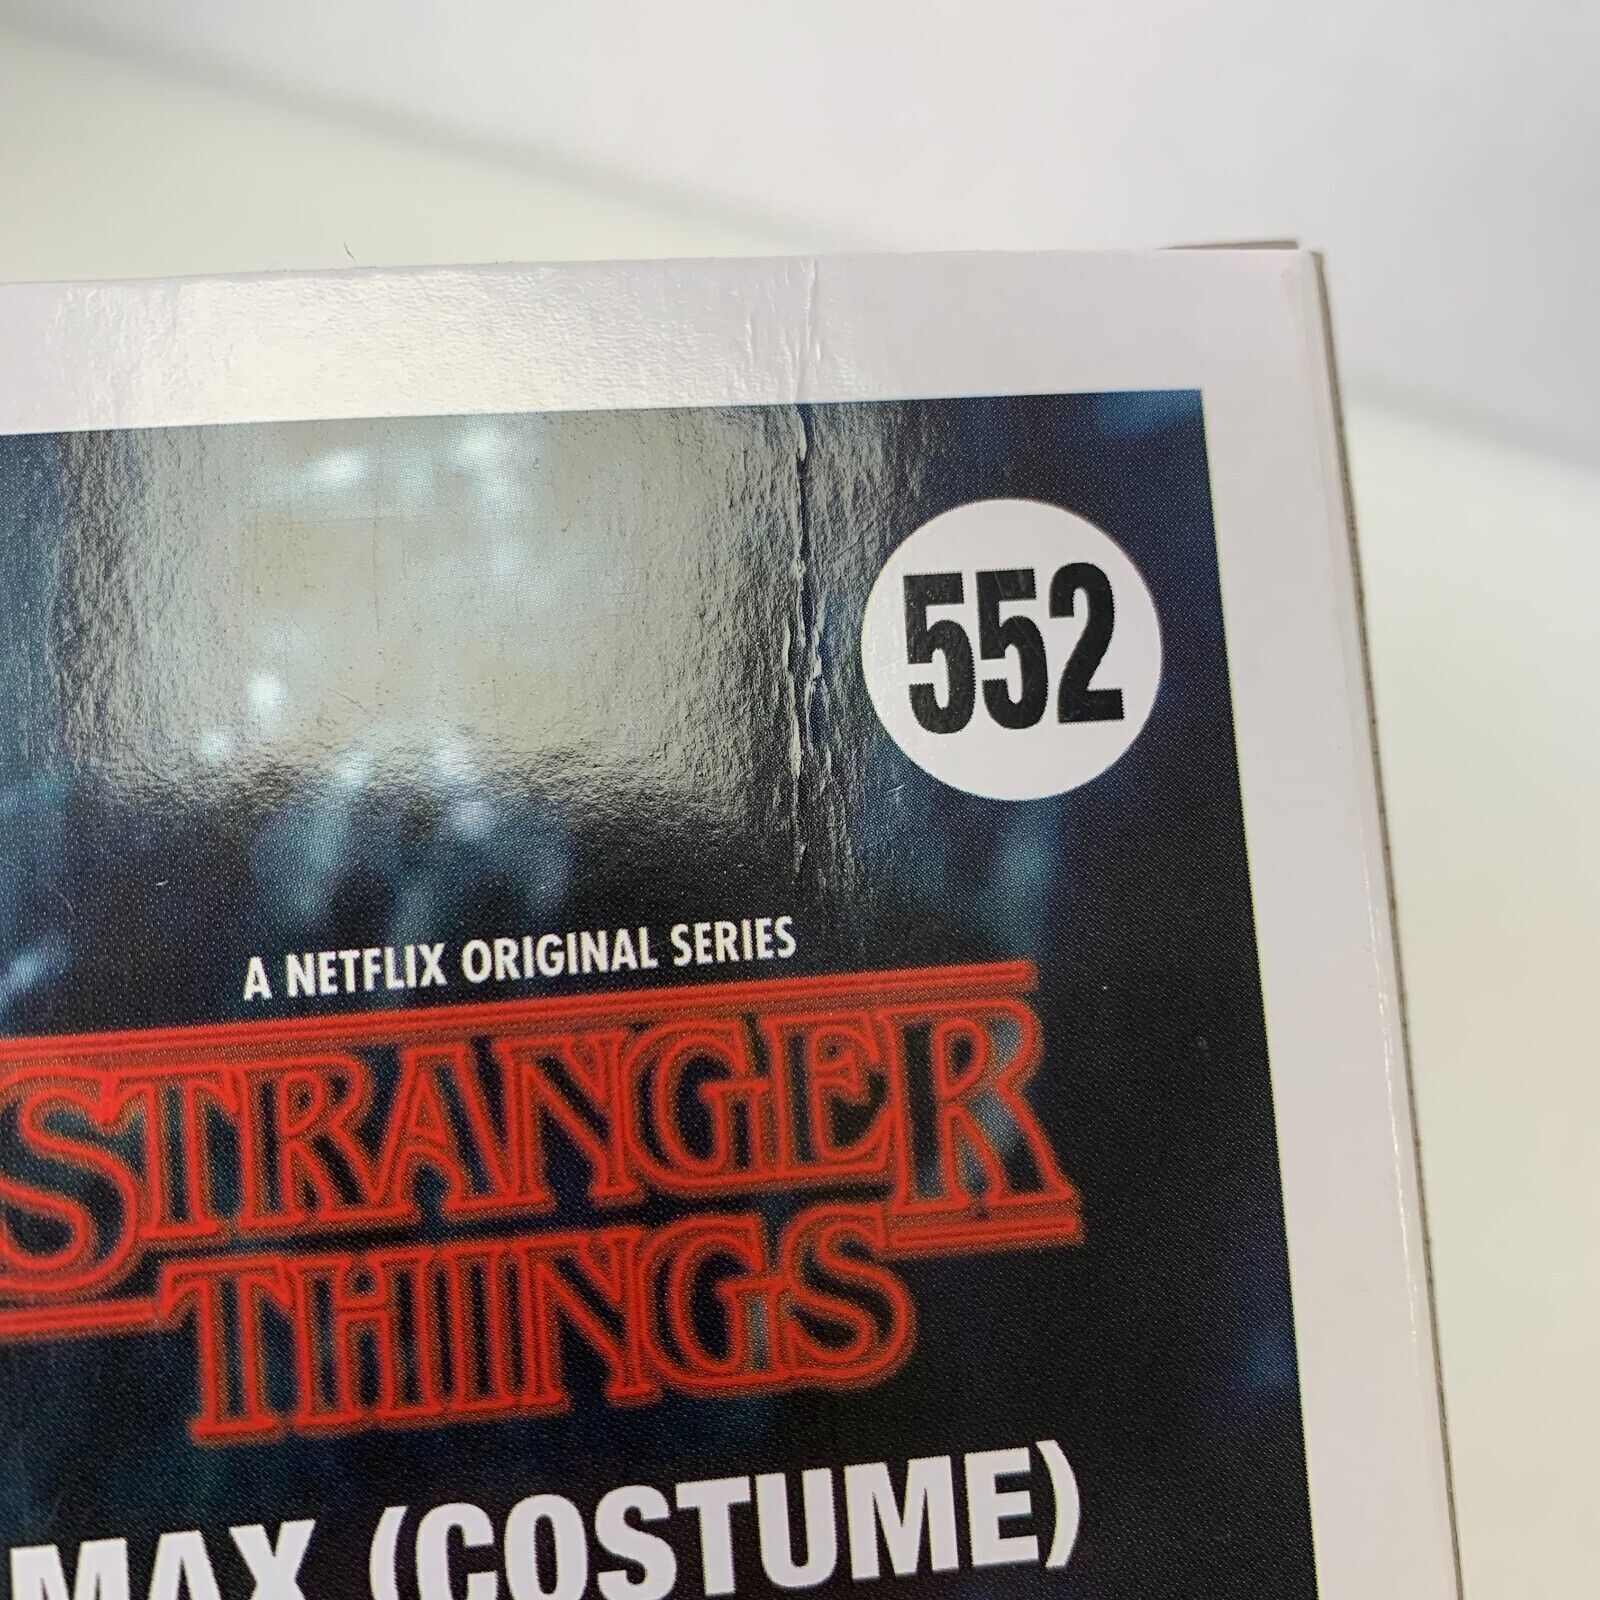 552
A NETFLIX ORIGINAL SERIES
STRANGER
THINGS
MAX (COSTUME)